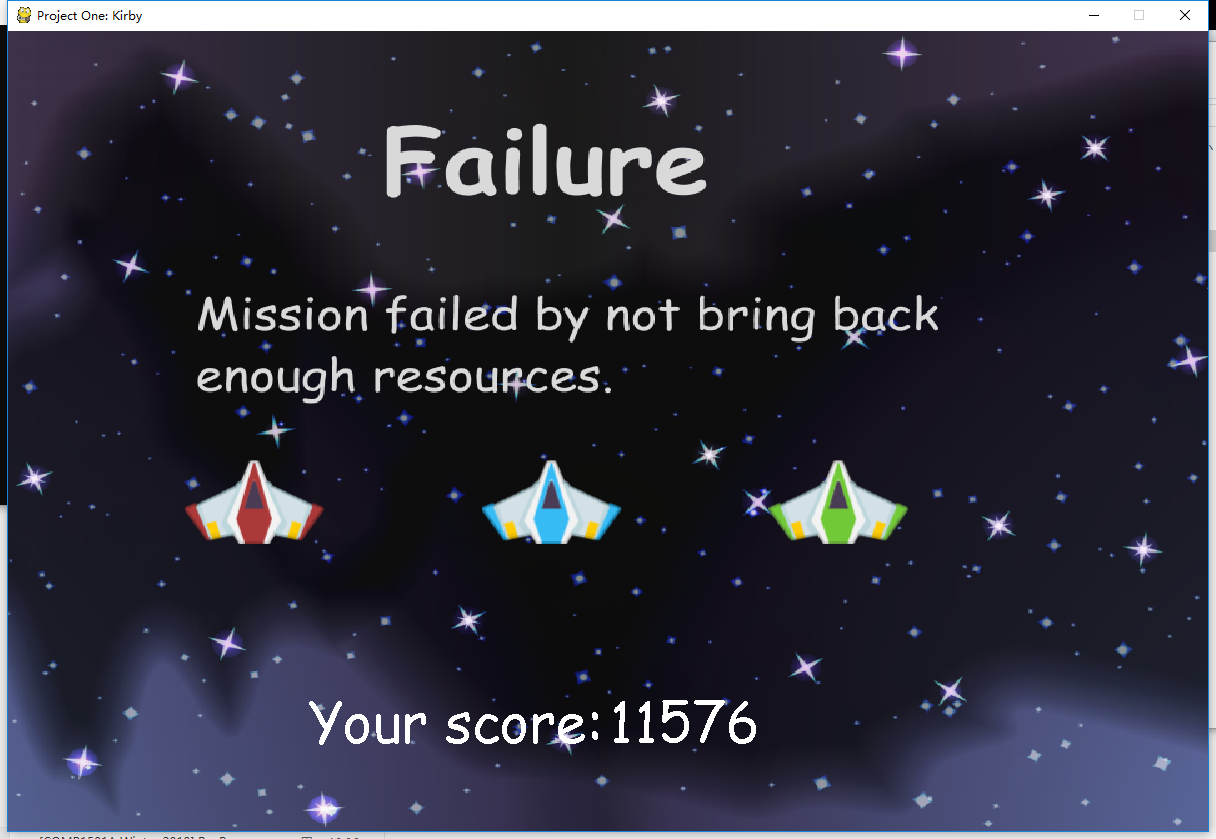 Project One: Kirby
Failure
Mission failed by not bring back
enough resources.
Your score:11576